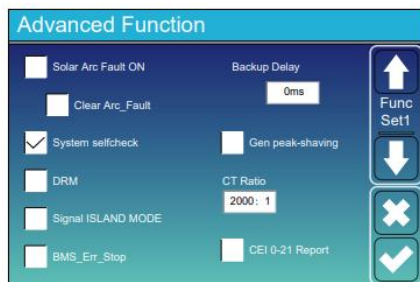 Advanced Function
Solar Arc Fault ON
Backup Delay
0ms
Clear Arc_Fault
System selfcheck
Gen peak-shaving
DRM
CT Ratio
2000: 1
Signal ISLAND MODE
BMS_Err_Stop
CEI 0-21 Report
Func
Set1